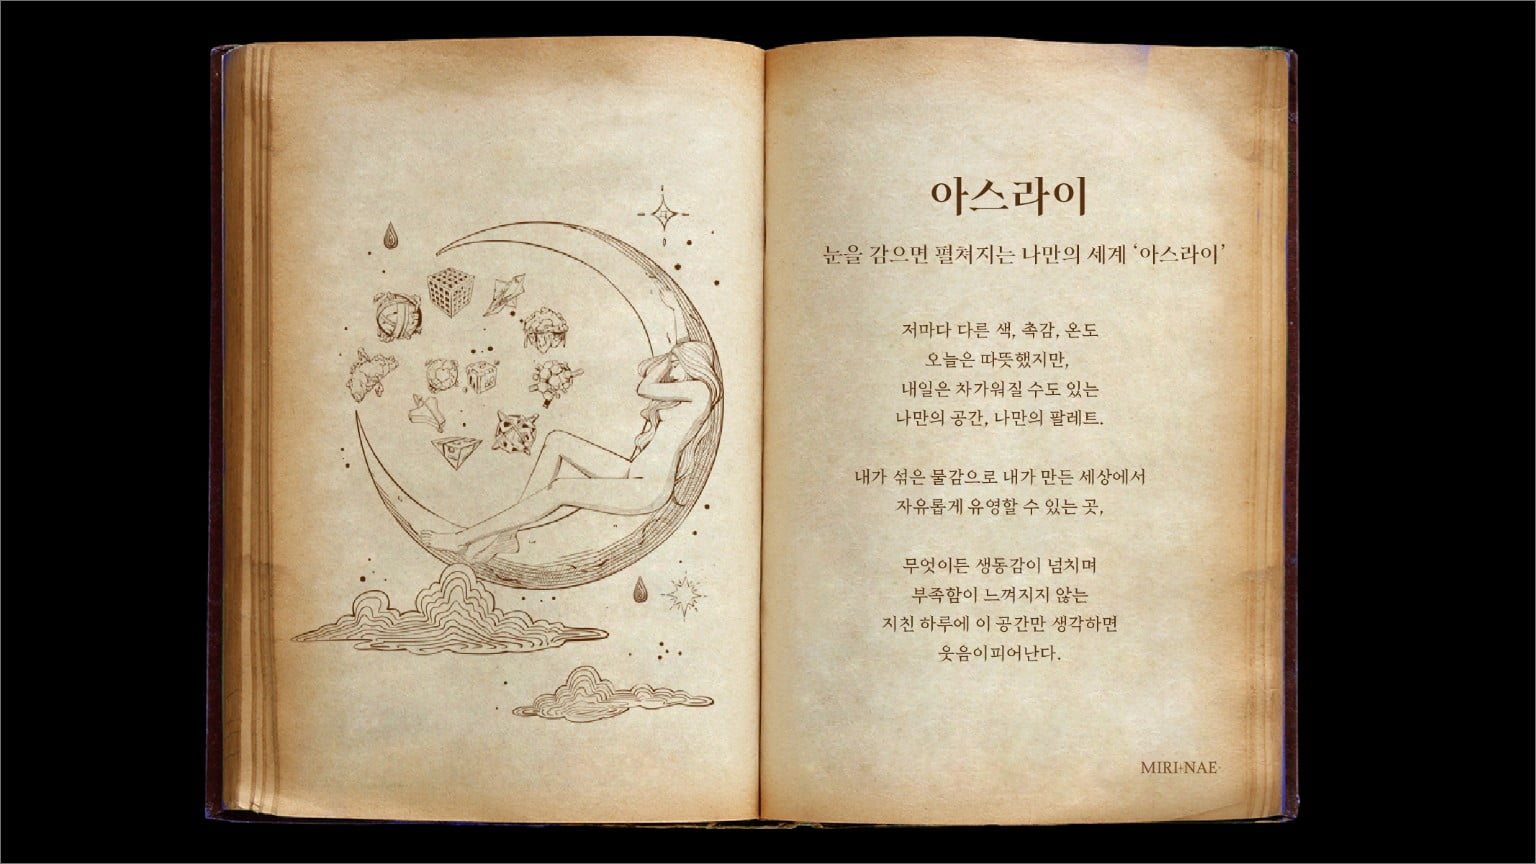 아스라이
눈을 감으면 펼쳐지는 나만의 세계 ‘아스라이’
저마다 다른 색, 촉감, 온도
오늘은 따뜻했지만,
내일은 차가워질 수도 있는
나만의 공간, 나만의 팔레트.
내가 섞은 물감으로 내가 만든 세상에서
자유롭게 유영할 수 있는 곳,
무엇이든 생동감이 넘치며
부족함이 느껴지지 않는
지친 하루에 이 공간만 생각하면
웃음이피어난다.
MIRI+NAE